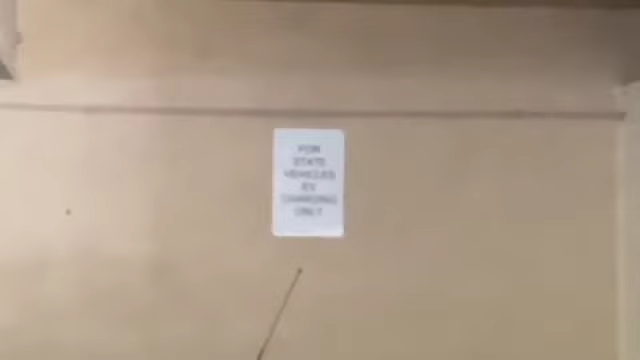 FOR
STATE
VEHICLES
EV
CHARGING
ONLY